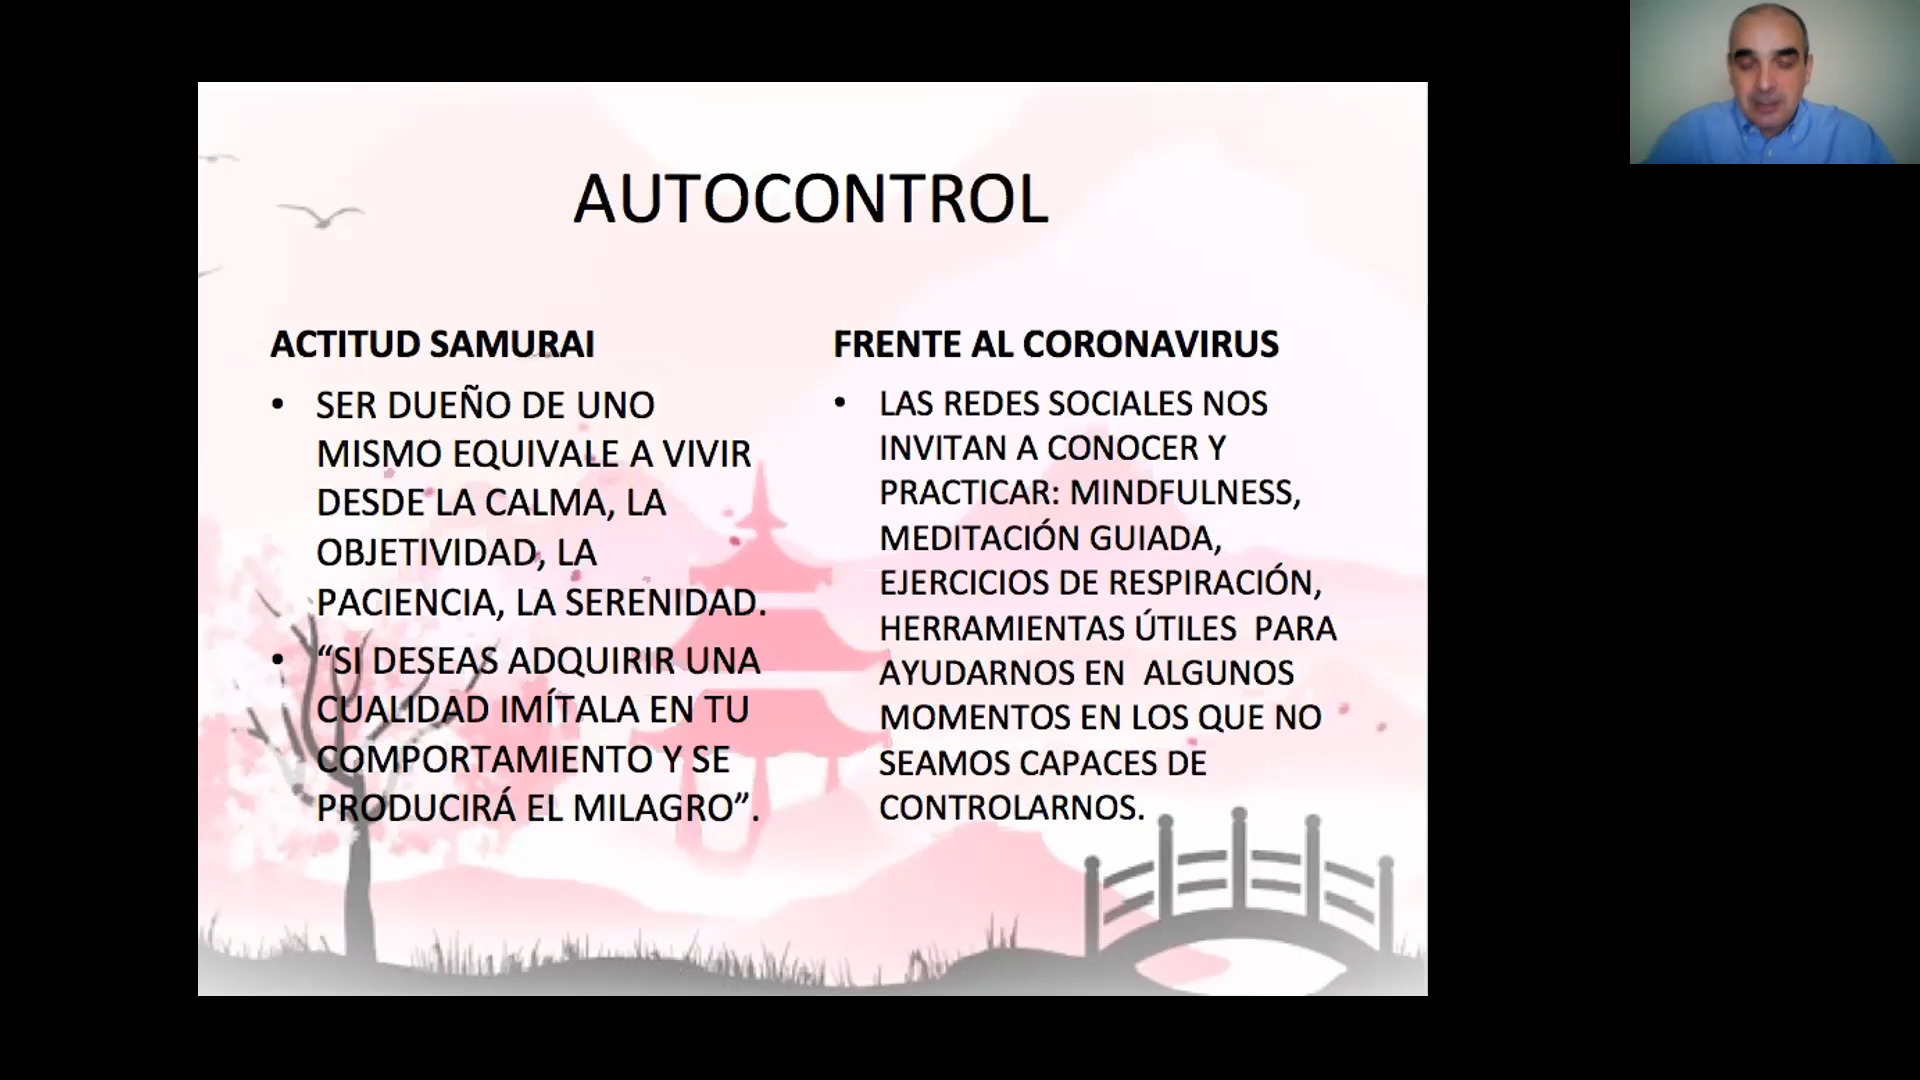 AUTOCONTROL
ACTITUD SAMURAI
• SER DUEÑO DE UNO
MISMO EQUIVALE A VIVIR
DESDE LA CALMA, LA
OBJETIVIDAD, LA
PACIENCIA, LA SERENIDAD.
• “SI DESEAS ADQUIRIR UNA
CUALIDAD IMÍTALA EN TU
COMPORTAMIENTO Y SE
PRODUCIRÁ EL MILAGRO”.
FRENTE AL CORONAVIRUS
• LAS REDES SOCIALES NOS
INVITAN A CONOCER Y
PRACTICAR: MINDFULNESS,
MEDITACIÓN GUIADA,
EJERCICIOS DE RESPIRACIÓN,
HERRAMIENTAS ÚTILES  PARA
AYUDARNOS EN  ALGUNOS
MOMENTOS EN LOS QUE NO
SEAMOS CAPACES DE
CONTROLARNOS.